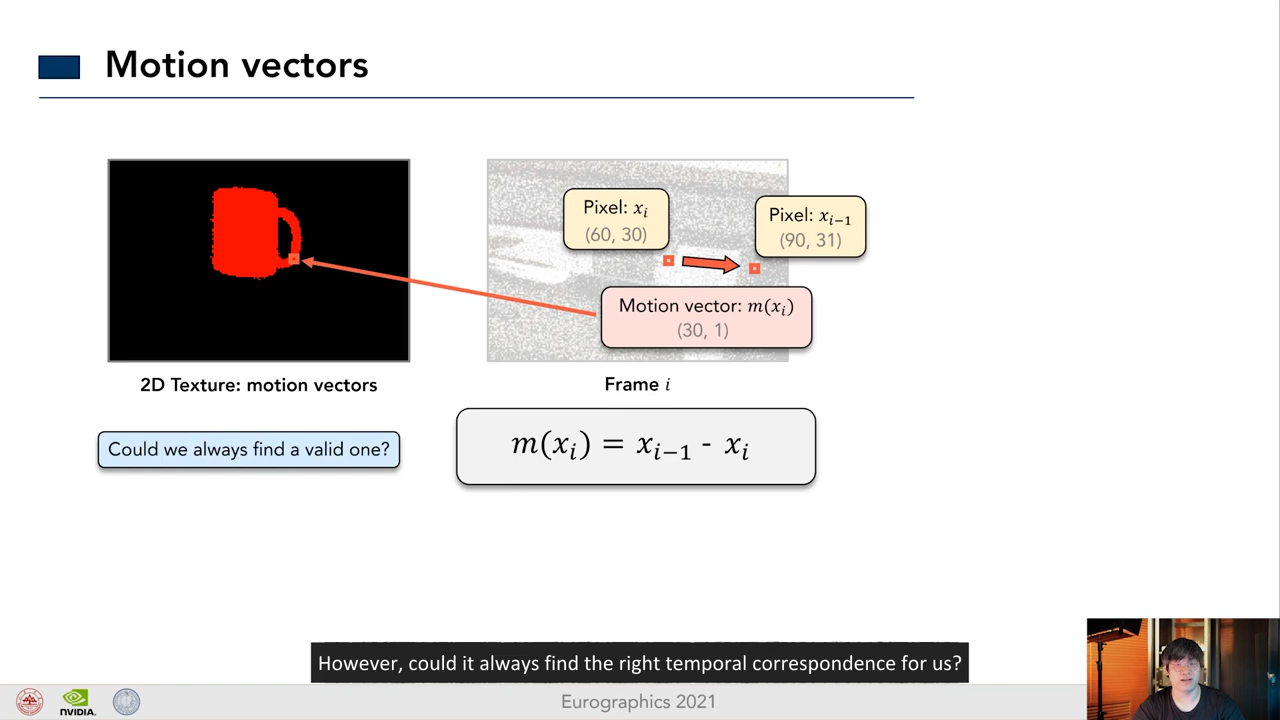 Motion vectors
Pixel: xᵢ
(60, 30)
Pixel: xᵢ₋₁
(90, 31)
Motion vector: m(xᵢ)
(30, 1)
2D Texture: motion vectors
Frame i
Could we always find a valid one?
m(xᵢ) = xᵢ₋₁ - xᵢ
However, could it always find the right temporal correspondence for us?
NVIDIA.
Eurographics 2021